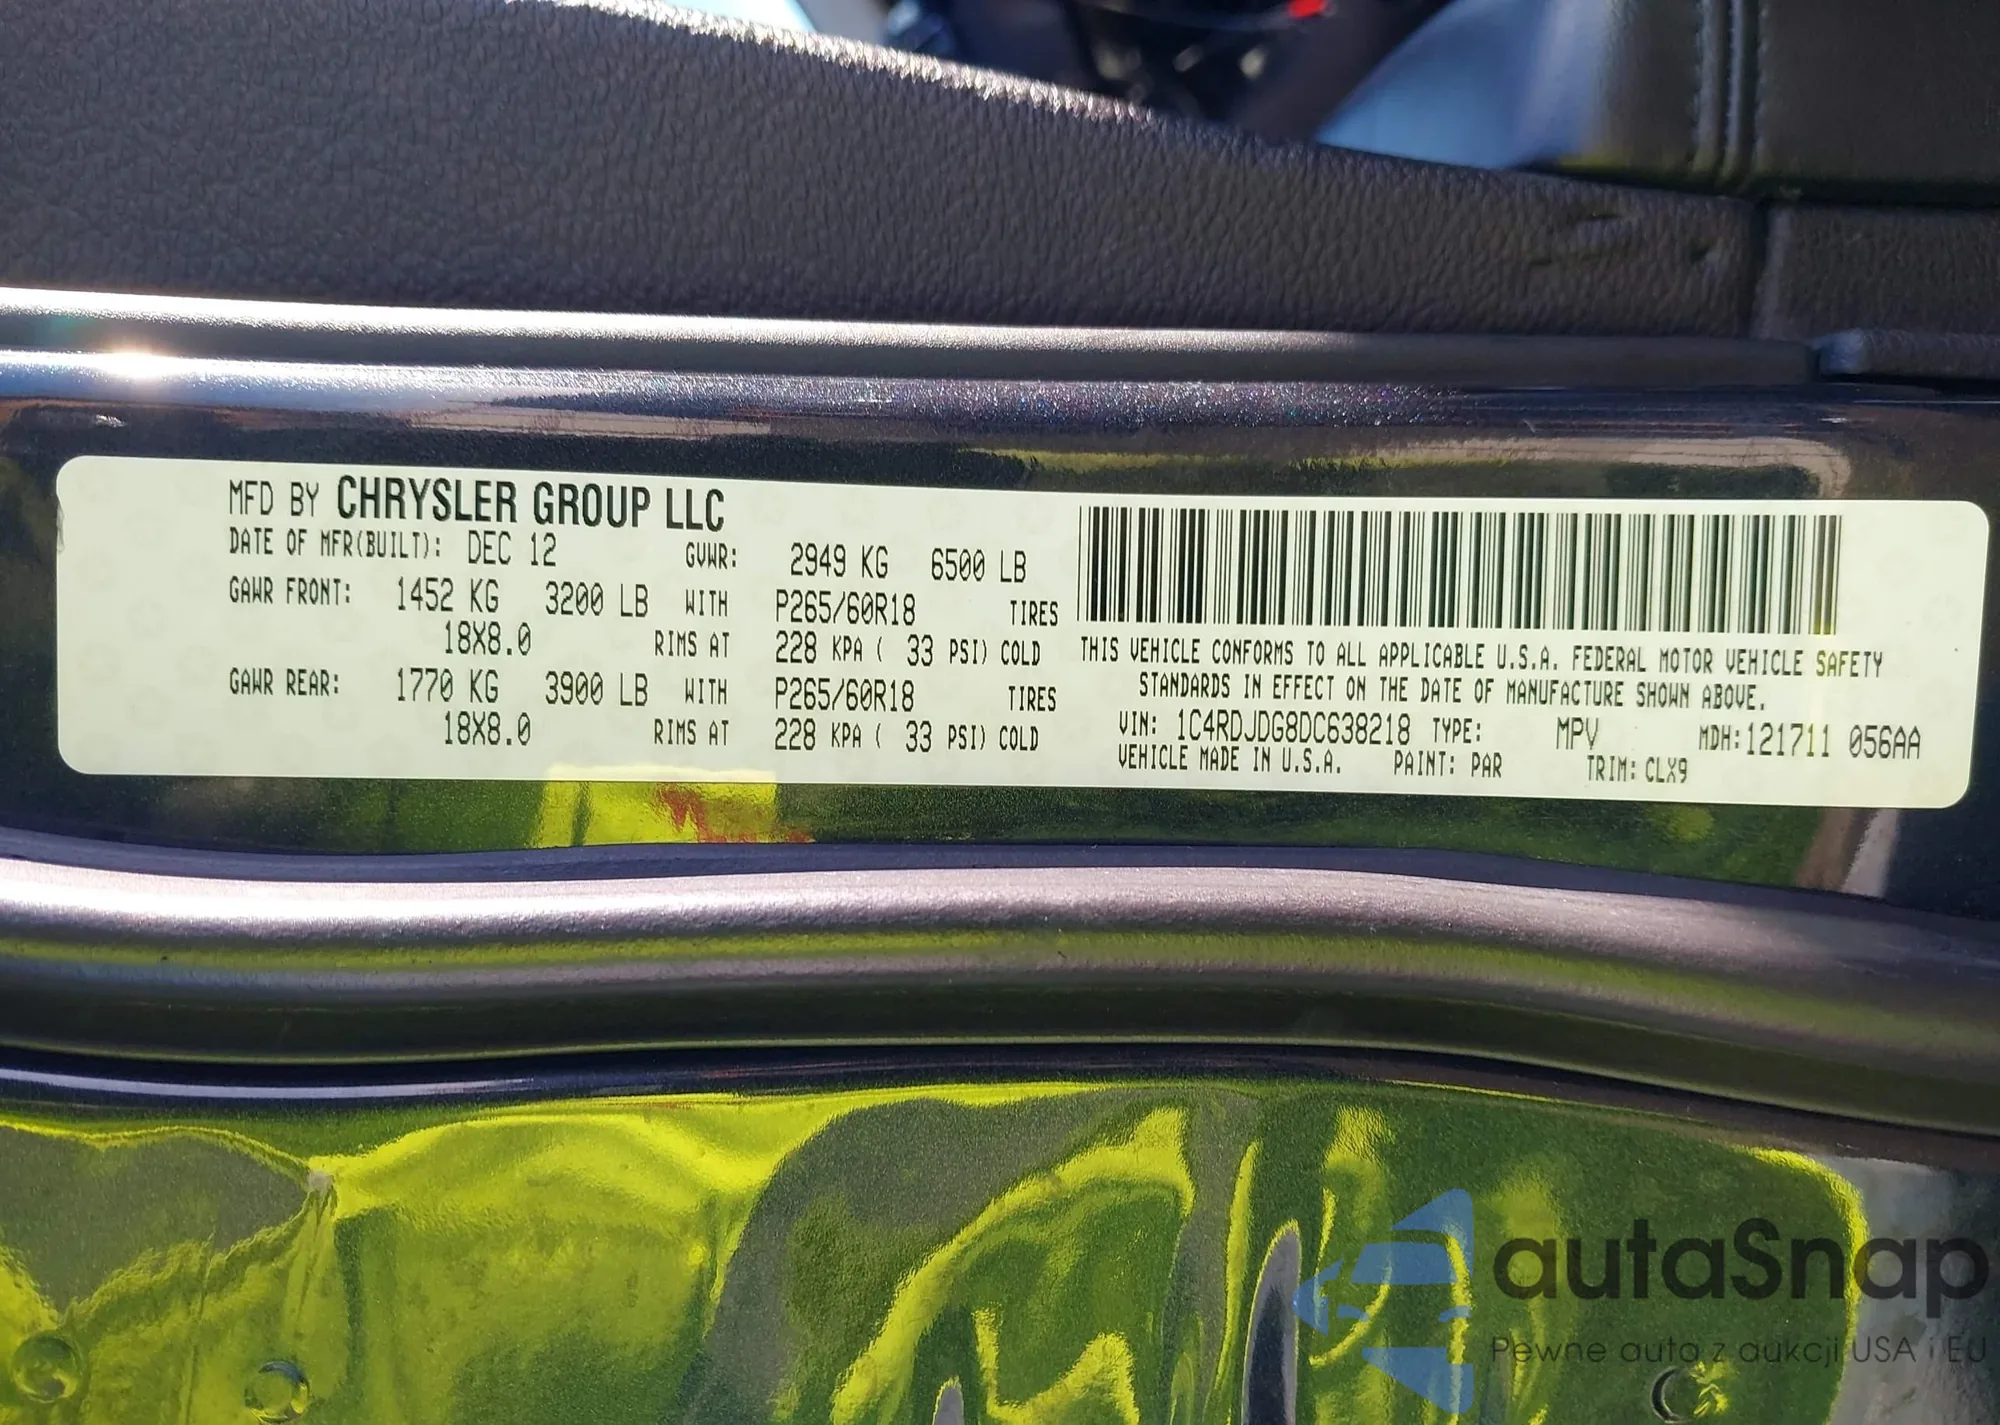 MFD BY CHRYSLER GROUP LLC
DATE OF MFR(BUILT): DEC 12 GVWR: 2949 KG 6500 LB
GAWR FRONT: 1452 KG 3200 LB WITH P265/60R18 TIRES
18X8.0 RIMS AT 228 KPA ( 33 PSI) COLD
GAWR REAR: 1770 KG 3900 LB WITH P265/60R18 TIRES
18X8.0 RIMS AT 228 KPA ( 33 PSI) COLD
THIS VEHICLE CONFORMS TO ALL APPLICABLE U.S.A. FEDERAL MOTOR VEHICLE SAFETY
STANDARDS IN EFFECT ON THE DATE OF MANUFACTURE SHOWN ABOVE.
VIN: 1C4RDJDG8DC638218 TYPE: MPV MDH:121711 056AA
VEHICLE MADE IN U.S.A. PAINT: PAR TRIM: CLX9
autaSnap
Pewne auta z aukcji USA i EU